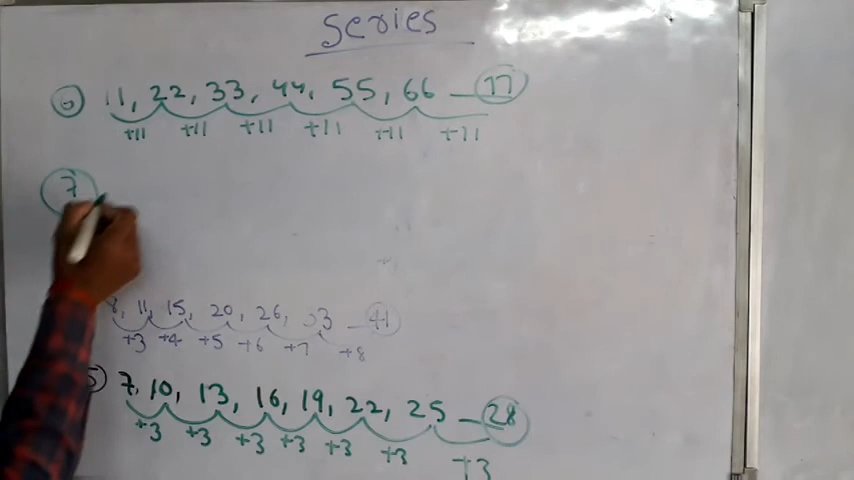 Series
6 11, 22, 33, 44, 55, 66 _ 77
+11 +11 +11 +11 +11 +11
7
8, 11, 15, 20, 26, 33 _ 41
+3 +4 +5 +6 +7 +8
5) 7, 10, 13, 16, 19, 22, 25 _ 28
+3 +3 +3 +3 +3 +3 +3